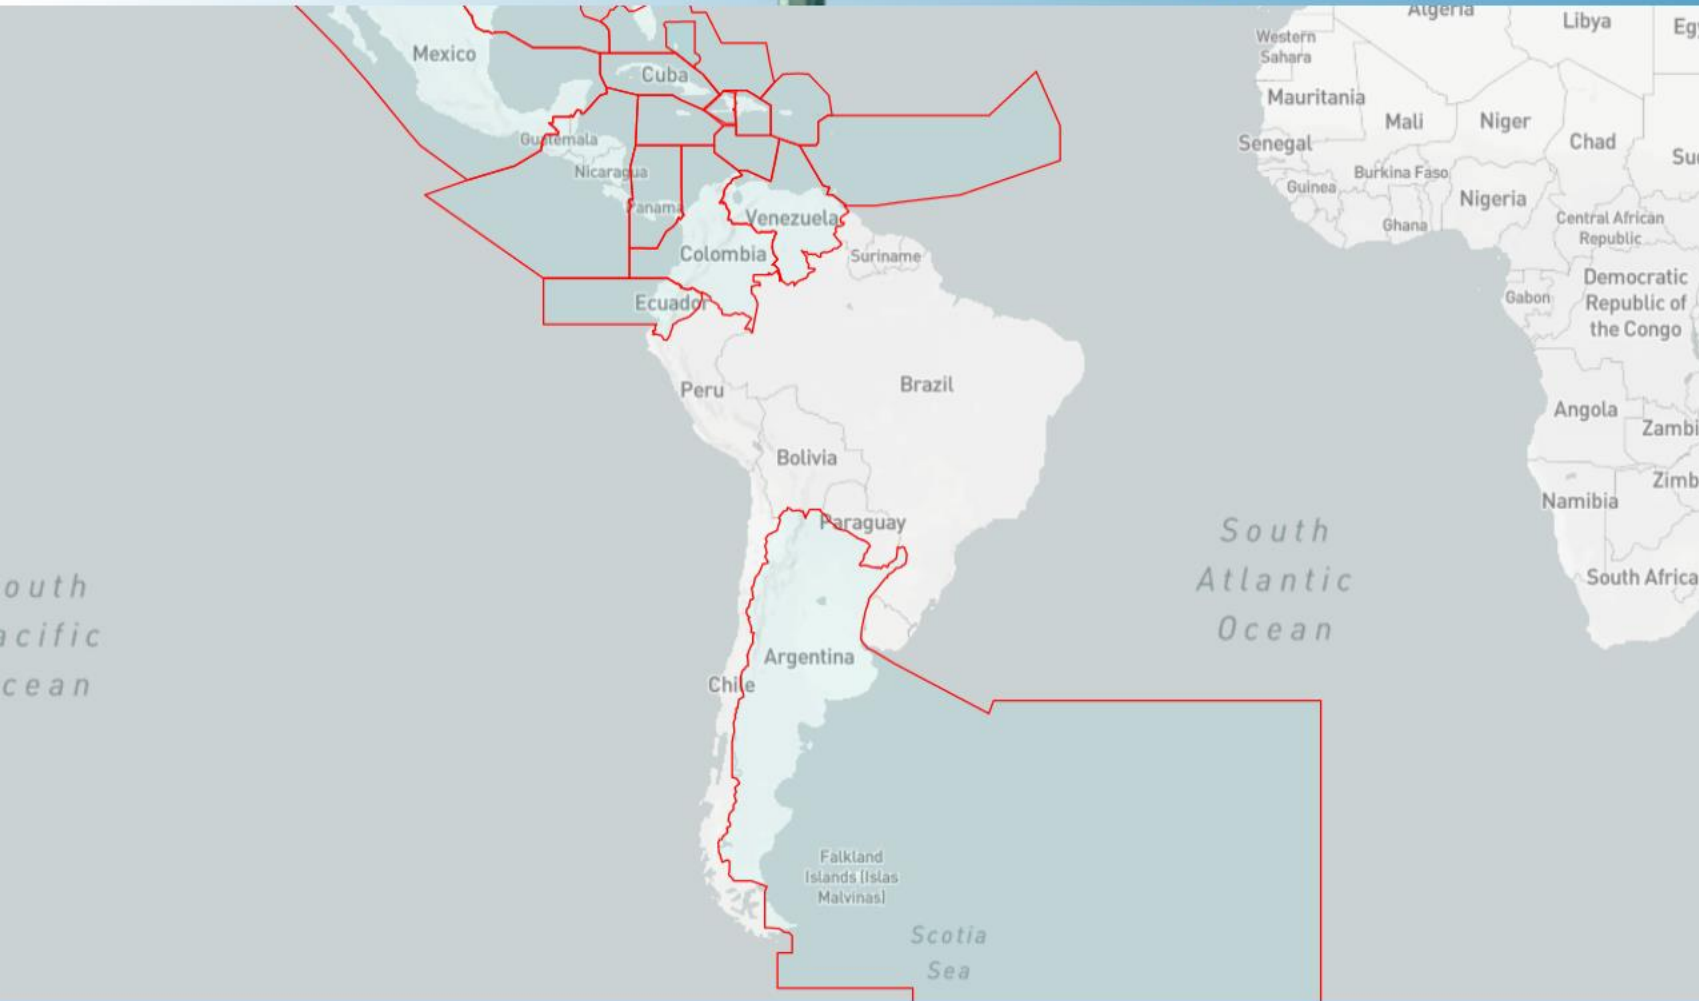 Algeria
Libya
Western
Sahara
Mexico
Cuba
Mauritania
Mali
Niger
Chad
Guatemala
Nicaragua
Senegal
Burkina Faso
Guinea
Nigeria
Panama
Venezuela
Ghana
Central African
Republic
Colombia
Suriname
Democratic
Republic of
the Congo
Gabon
Ecuador
Peru
Brazil
Angola
Bolivia
Namibia
Paraguay
South
Atlantic
Ocean
South Africa
outh
acific
cean
Argentina
Chile
Falkland
Islands (Islas
Malvinas)
Scotia
Sea
Eg
Su
Zambi
Zimb